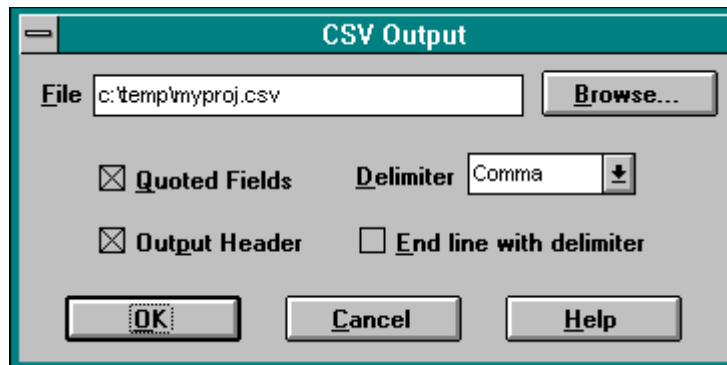 CSV Output
File c:\temp\myproj.csv Browse...
Quoted Fields Delimiter Comma
Output Header End line with delimiter
OK Cancel Help